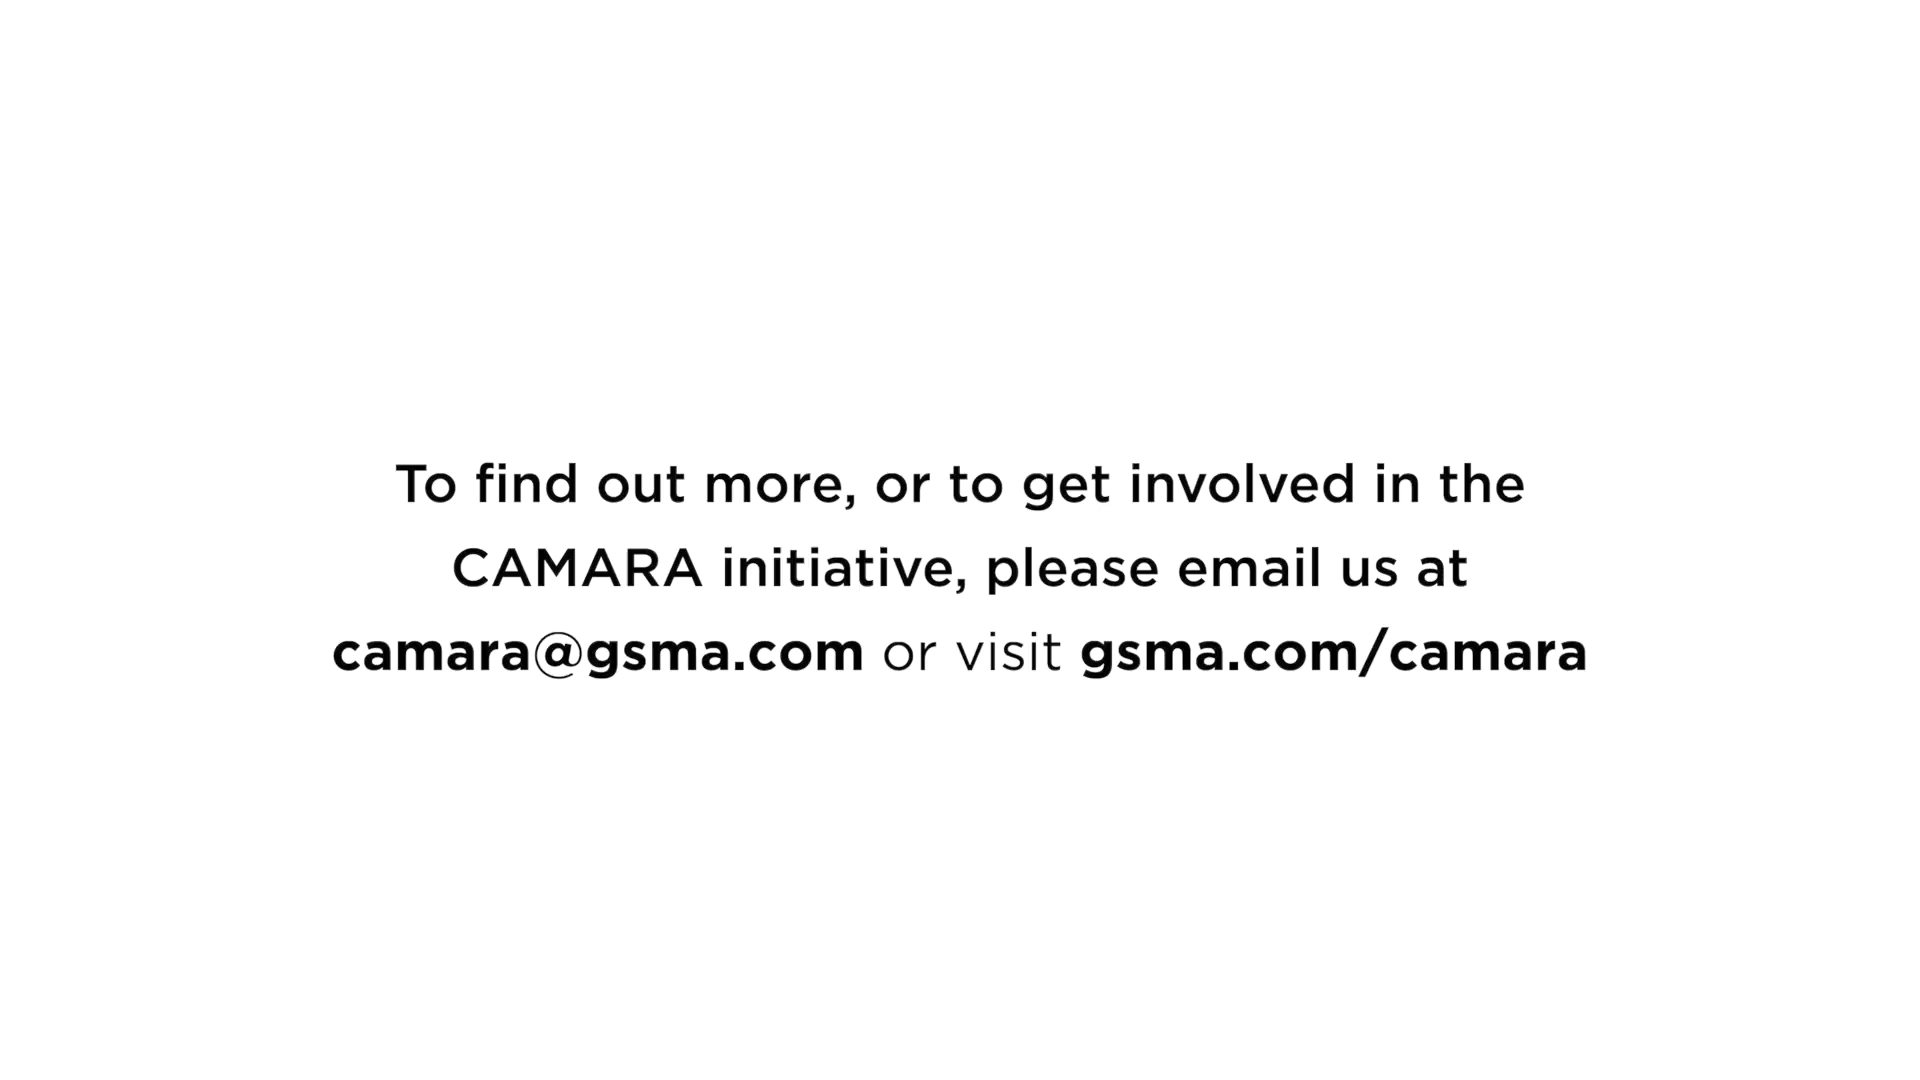 To find out more, or to get involved in the
CAMARA initiative, please email us at
camara@gsma.com or visit gsma.com/camara